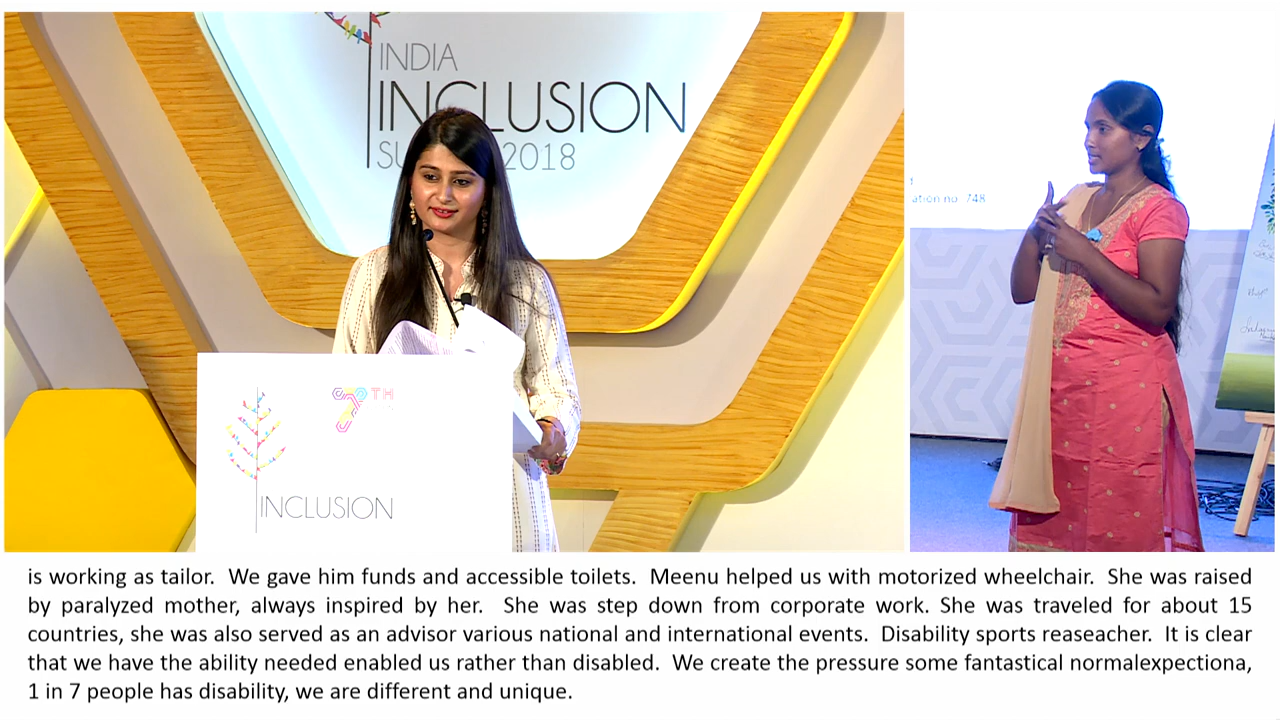 INDIA
INCLUSION
2018
7TH
INCLUSION
ation no. 748
is working as tailor. We gave him funds and accessible toilets. Meenu helped us with motorized wheelchair. She was raised
by paralyzed mother, always inspired by her. She was step down from corporate work. She was traveled for about 15
countries, she was also served as an advisor various national and international events. Disability sports reaseacher. It is clear
that we have the ability needed enabled us rather than disabled. We create the pressure some fantastical normalexpectiona,
1 in 7 people has disability, we are different and unique.